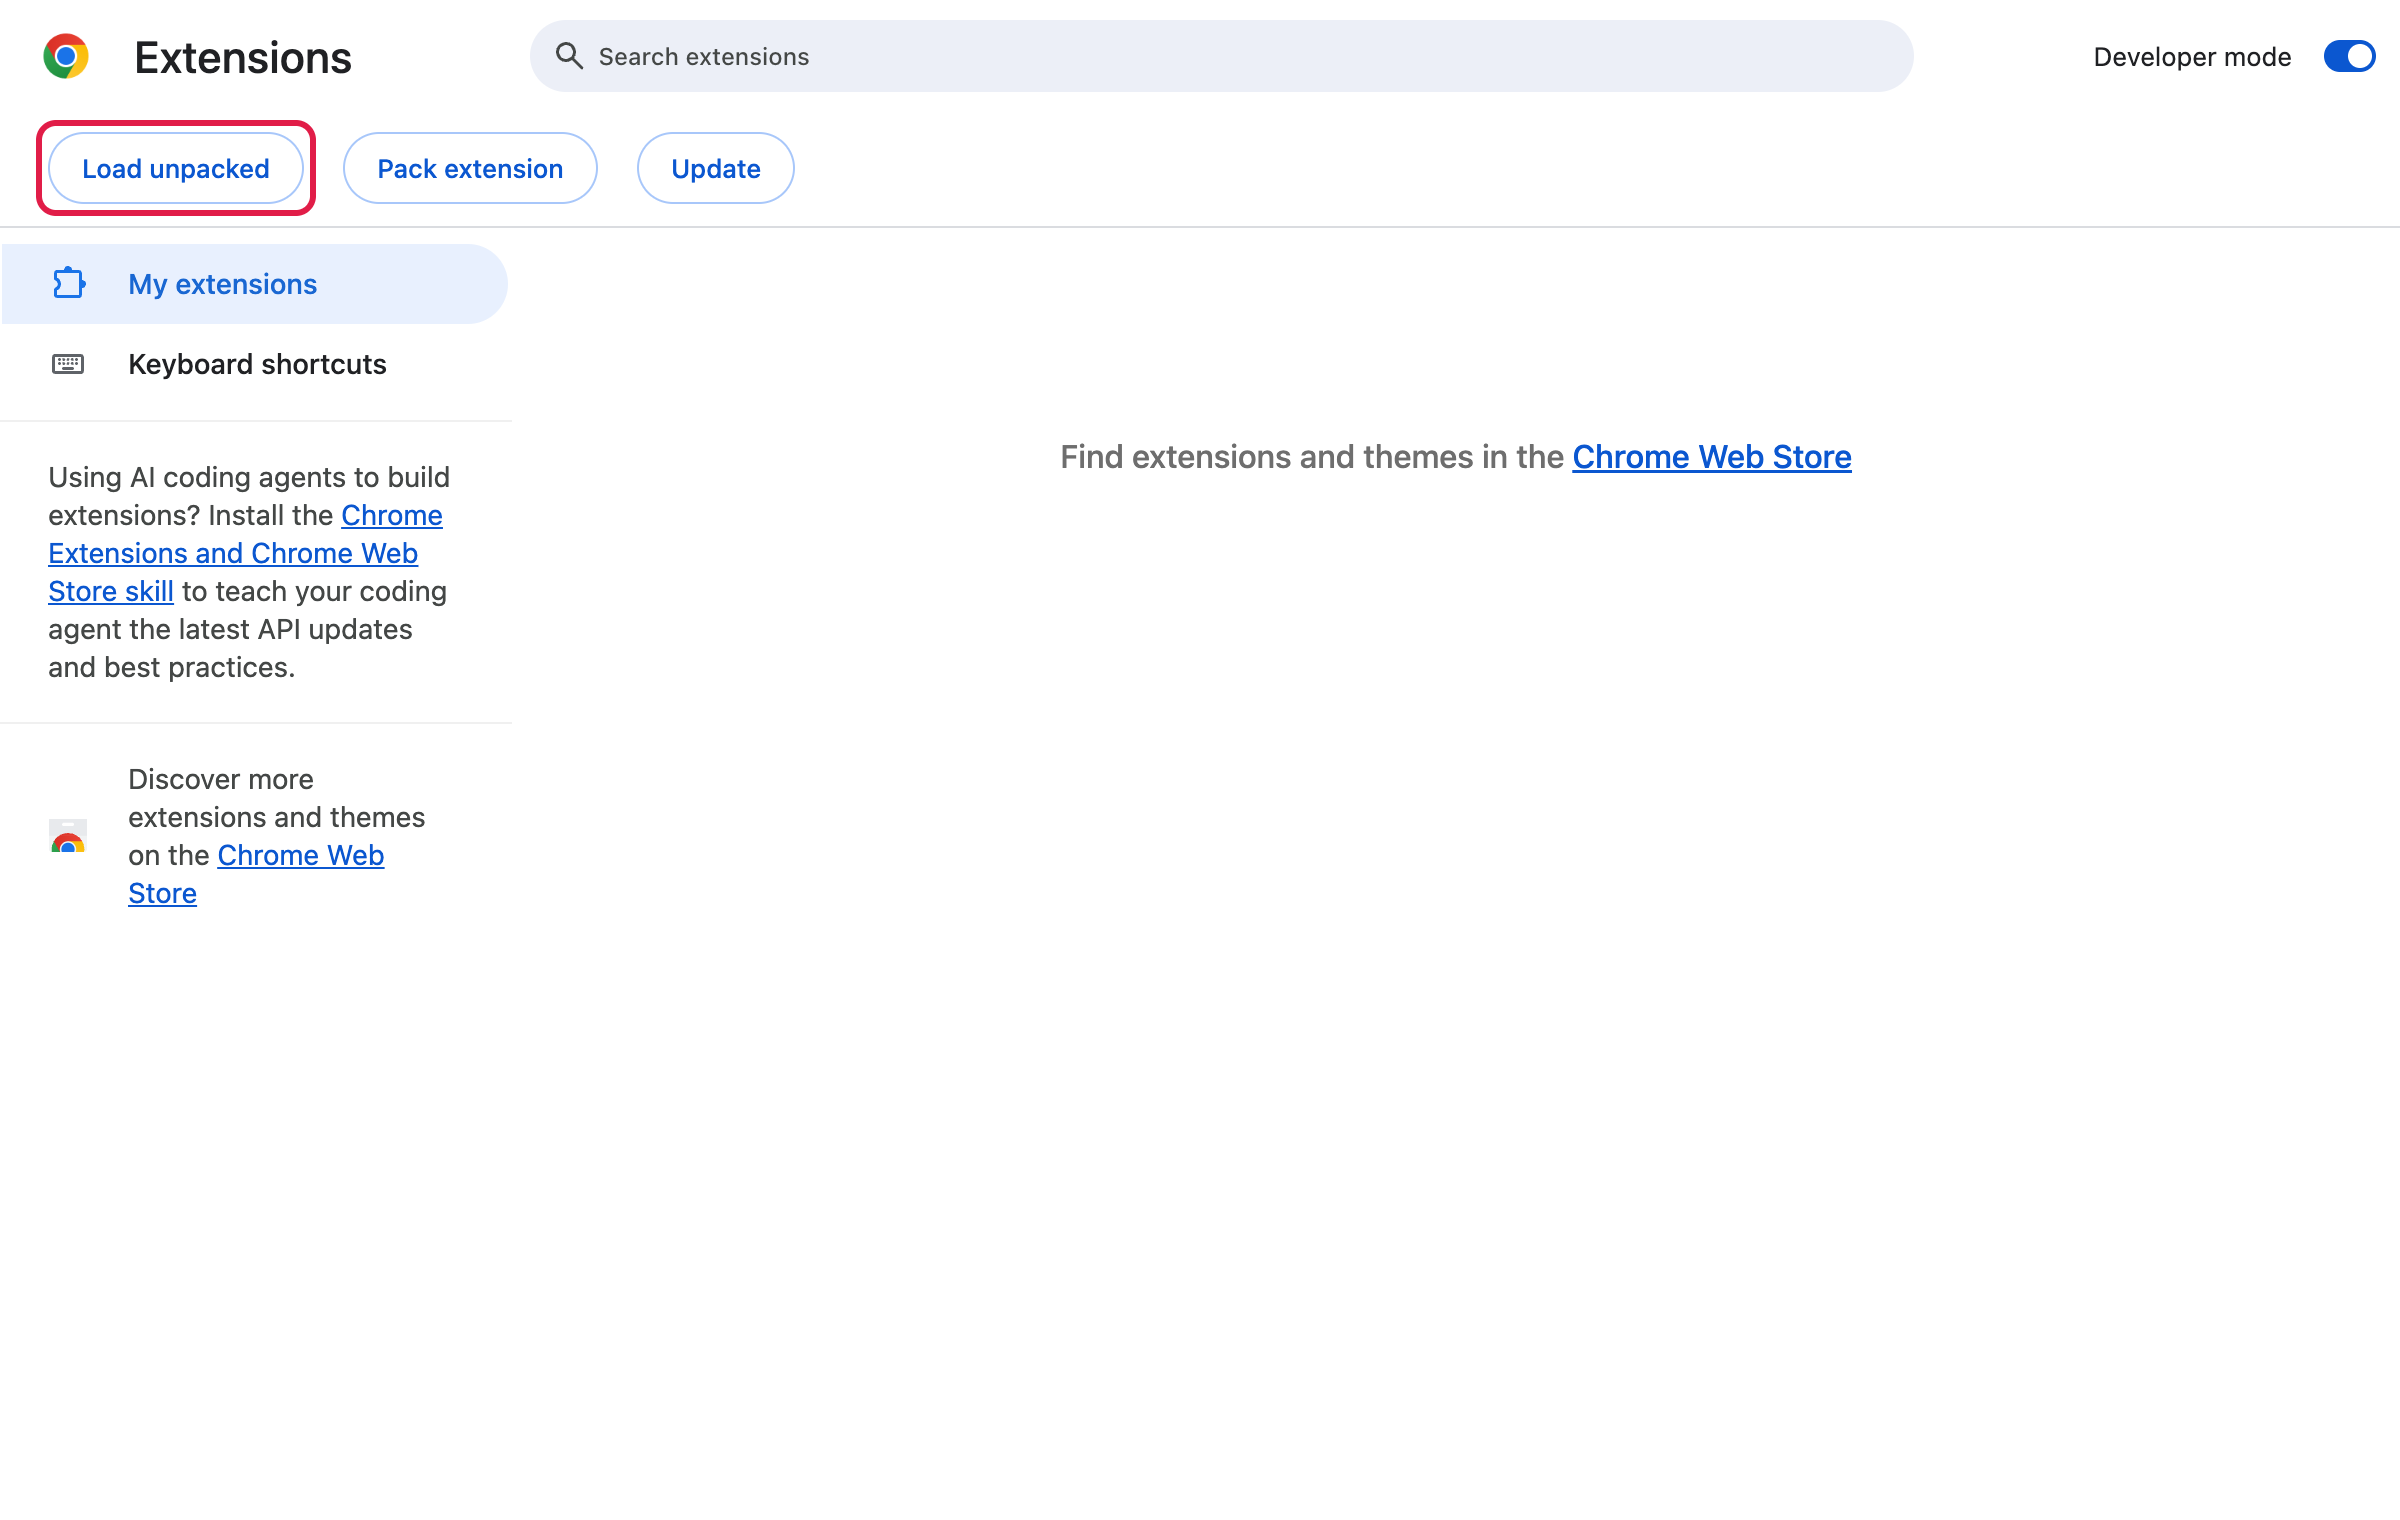 Extensions
Search extensions
Developer mode
Load unpacked
Pack extension
Update
My extensions
Keyboard shortcuts
Find extensions and themes in the Chrome Web Store
Using AI coding agents to build
extensions? Install the Chrome
Extensions and Chrome Web
Store skill to teach your coding
agent the latest API updates
and best practices.
Discover more
extensions and themes
on the Chrome Web
Store